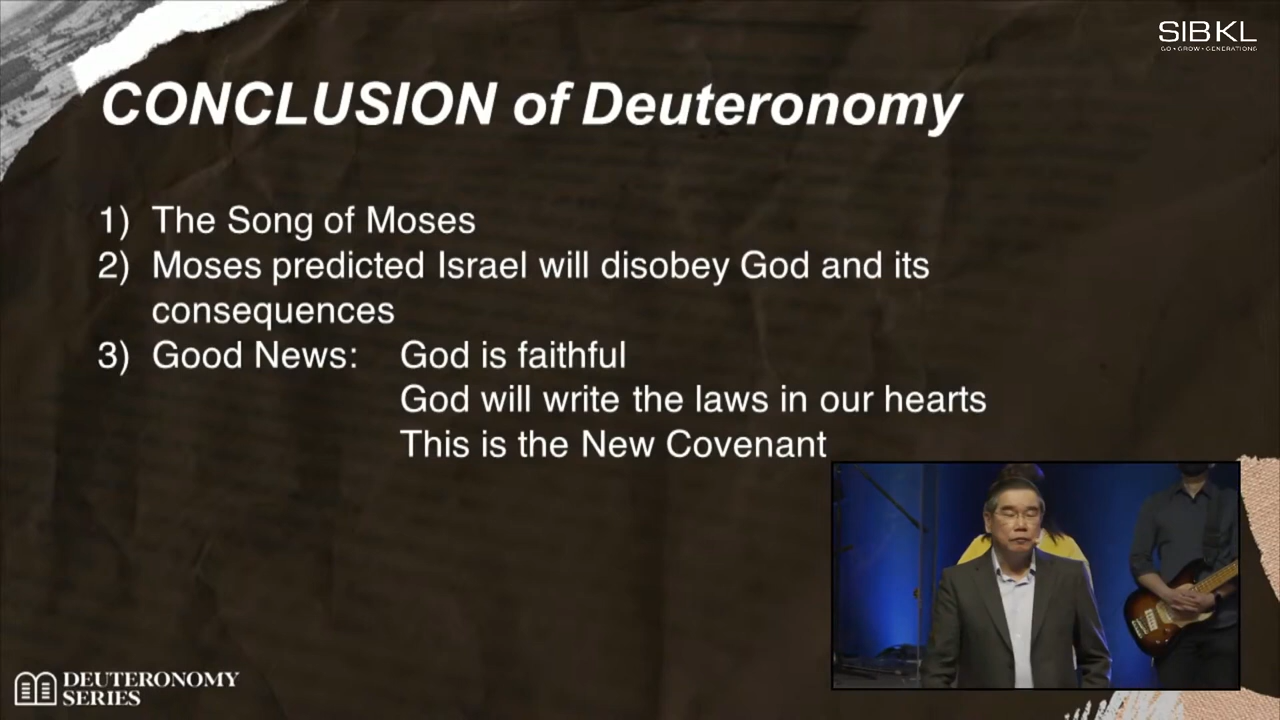 SIBKL
GO • GROW • GENERATIONS
CONCLUSION of Deuteronomy
1) The Song of Moses
2) Moses predicted Israel will disobey God and its
consequences
3) Good News: God is faithful
God will write the laws in our hearts
This is the New Covenant
DEUTERONOMY
SERIES